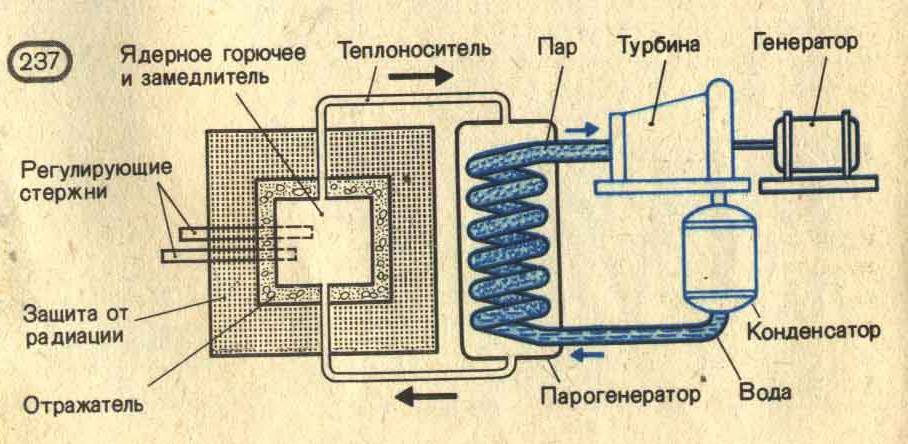 237
Ядерное горючее
и замедлитель
Теплоноситель
Пар
Турбина
Генератор
Регулирующие
стержни
Защита от
радиации
Отражатель
Конденсатор
Парогенератор
Вода